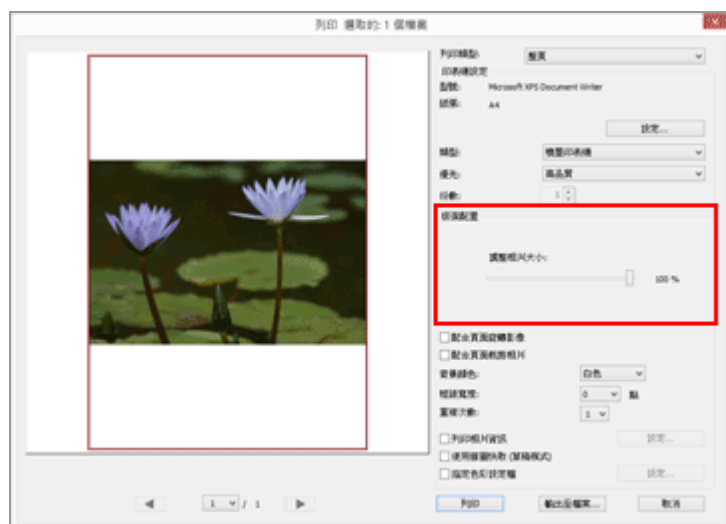 列印 選取的: 1 個檔案
列印類型: 整頁
印表機設定
型號: Microsoft XPS Document Writer
紙張: A4
設定...
類型: 噴墨印表機
優先: 高品質
份數: 1
版面配置
調整相片大小:
100 %
配合頁面旋轉影像
配合頁面裁剪相片
背景顏色: 白色
框線寬度: 0 點
重複次數: 1
列印相片資訊 設定...
使用縮圖快取 (草稿模式)
指定色彩設定檔 設定...
1 / 1 列印 輸出至檔案... 取消